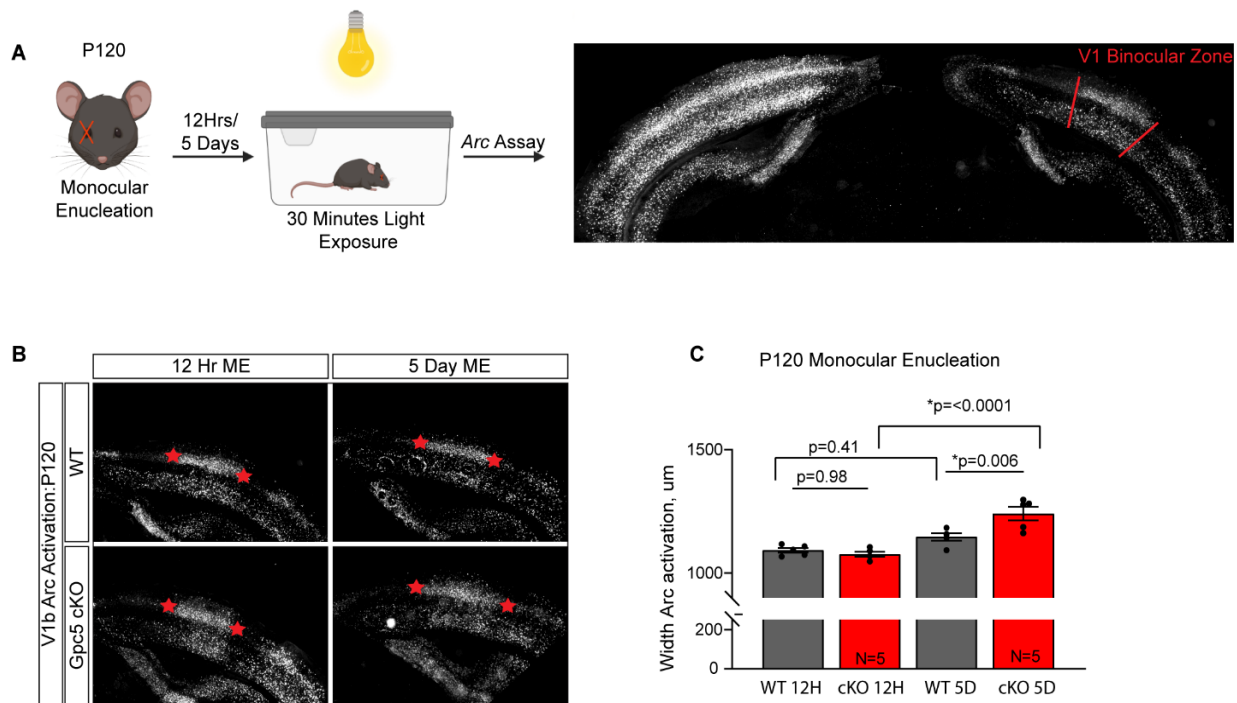 A
P120
Monocular
Enucleation
12Hrs/
5 Days
30 Minutes Light
Exposure
Arc Assay
V1 Binocular Zone
B
12 Hr ME
5 Day ME
V1b Arc Activation:P120
WT
Gpc5 cKO
C
P120 Monocular Enucleation
*p=<0.0001
p=0.41
*p=0.006
p=0.98
Width Arc activation, um
1500
1000
200
0
N=5
N=5
WT 12H
cKO 12H
WT 5D
cKO 5D